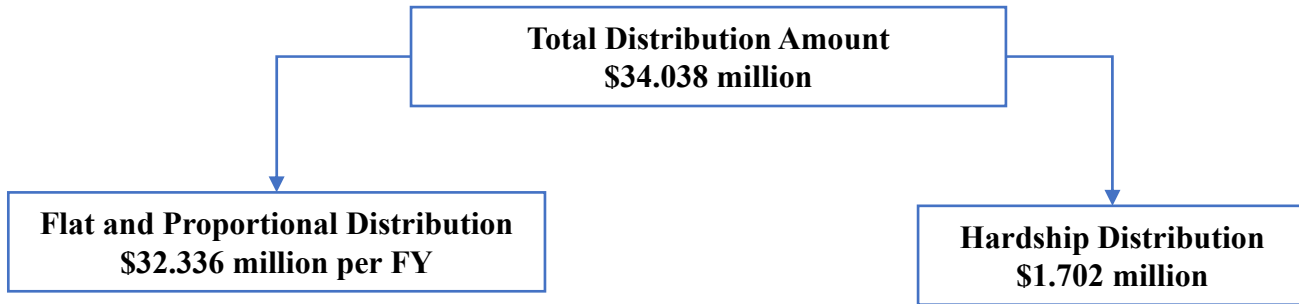 Total Distribution Amount
$34.038 million
Flat and Proportional Distribution
$32.336 million per FY
Hardship Distribution
$1.702 million